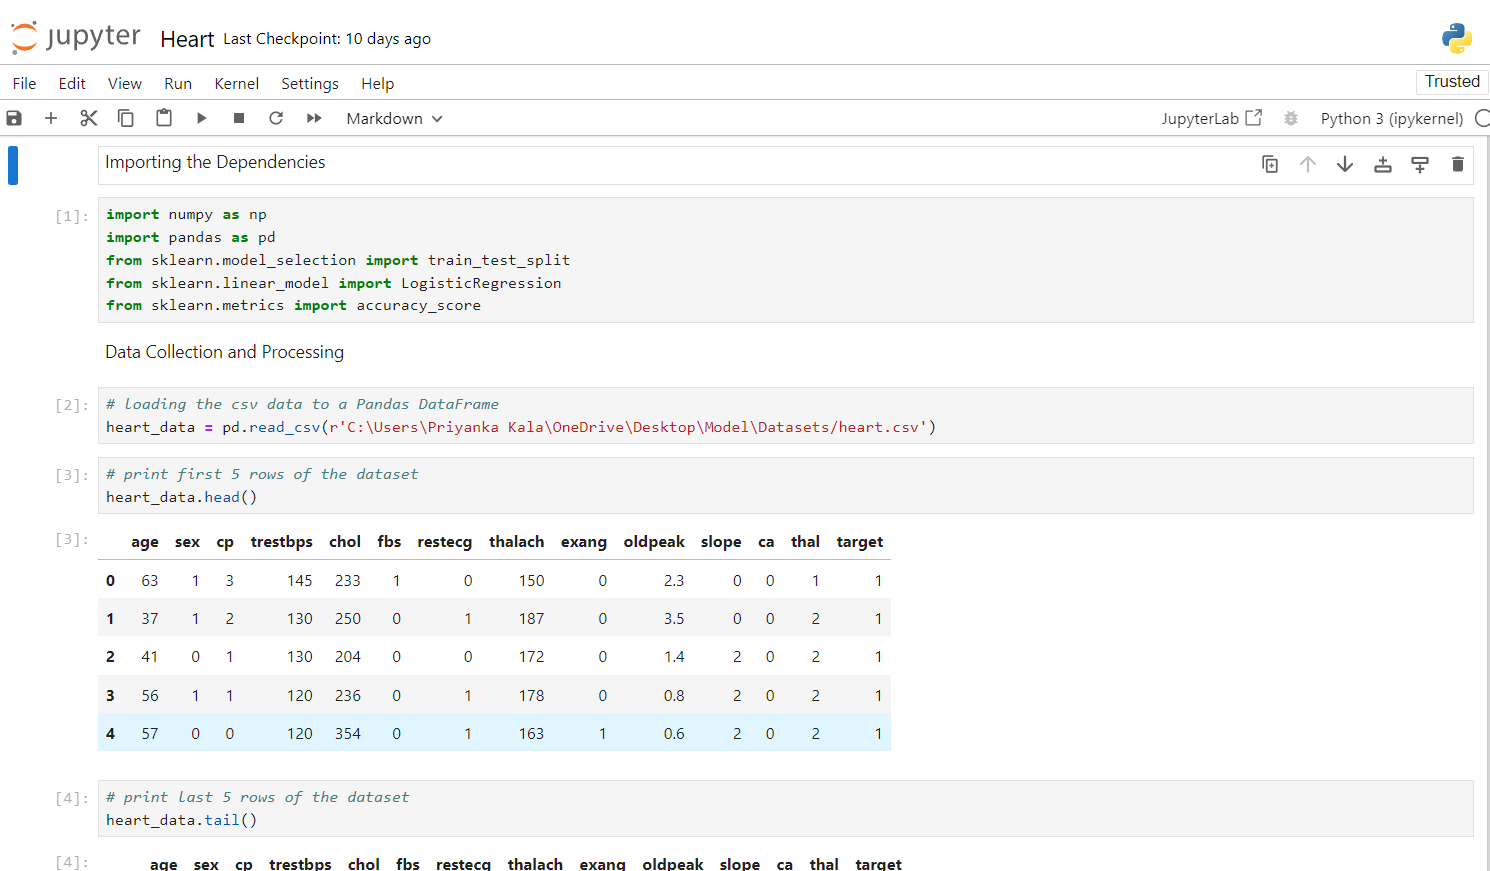 jupyter Heart Last Checkpoint: 10 days ago
File Edit View Run Kernel Settings Help Trusted
Markdown JupyterLab Python 3 (ipykernel)
Importing the Dependencies
[1]: import numpy as np
import pandas as pd
from sklearn.model_selection import train_test_split
from sklearn.linear_model import LogisticRegression
from sklearn.metrics import accuracy_score
Data Collection and Processing
[2]: # loading the csv data to a Pandas DataFrame
heart_data = pd.read_csv(r'C:\Users\Priyanka Kala\OneDrive\Desktop\Model\Datasets/heart.csv')
[3]: # print first 5 rows of the dataset
heart_data.head()
[3]: age sex cp trestbps chol fbs restecg thalach exang oldpeak slope ca thal target
0 63 1 3 145 233 1 0 150 0 2.3 0 0 1 1
1 37 1 2 130 250 0 1 187 0 3.5 0 0 2 1
2 41 0 1 130 204 0 0 172 0 1.4 2 0 2 1
3 56 1 1 120 236 0 1 178 0 0.8 2 0 2 1
4 57 0 0 120 354 0 1 163 1 0.6 2 0 2 1
[4]: # print last 5 rows of the dataset
heart_data.tail()
[4]: age sex cp trestbps chol fbs restecg thalach exang oldpeak slope ca thal target